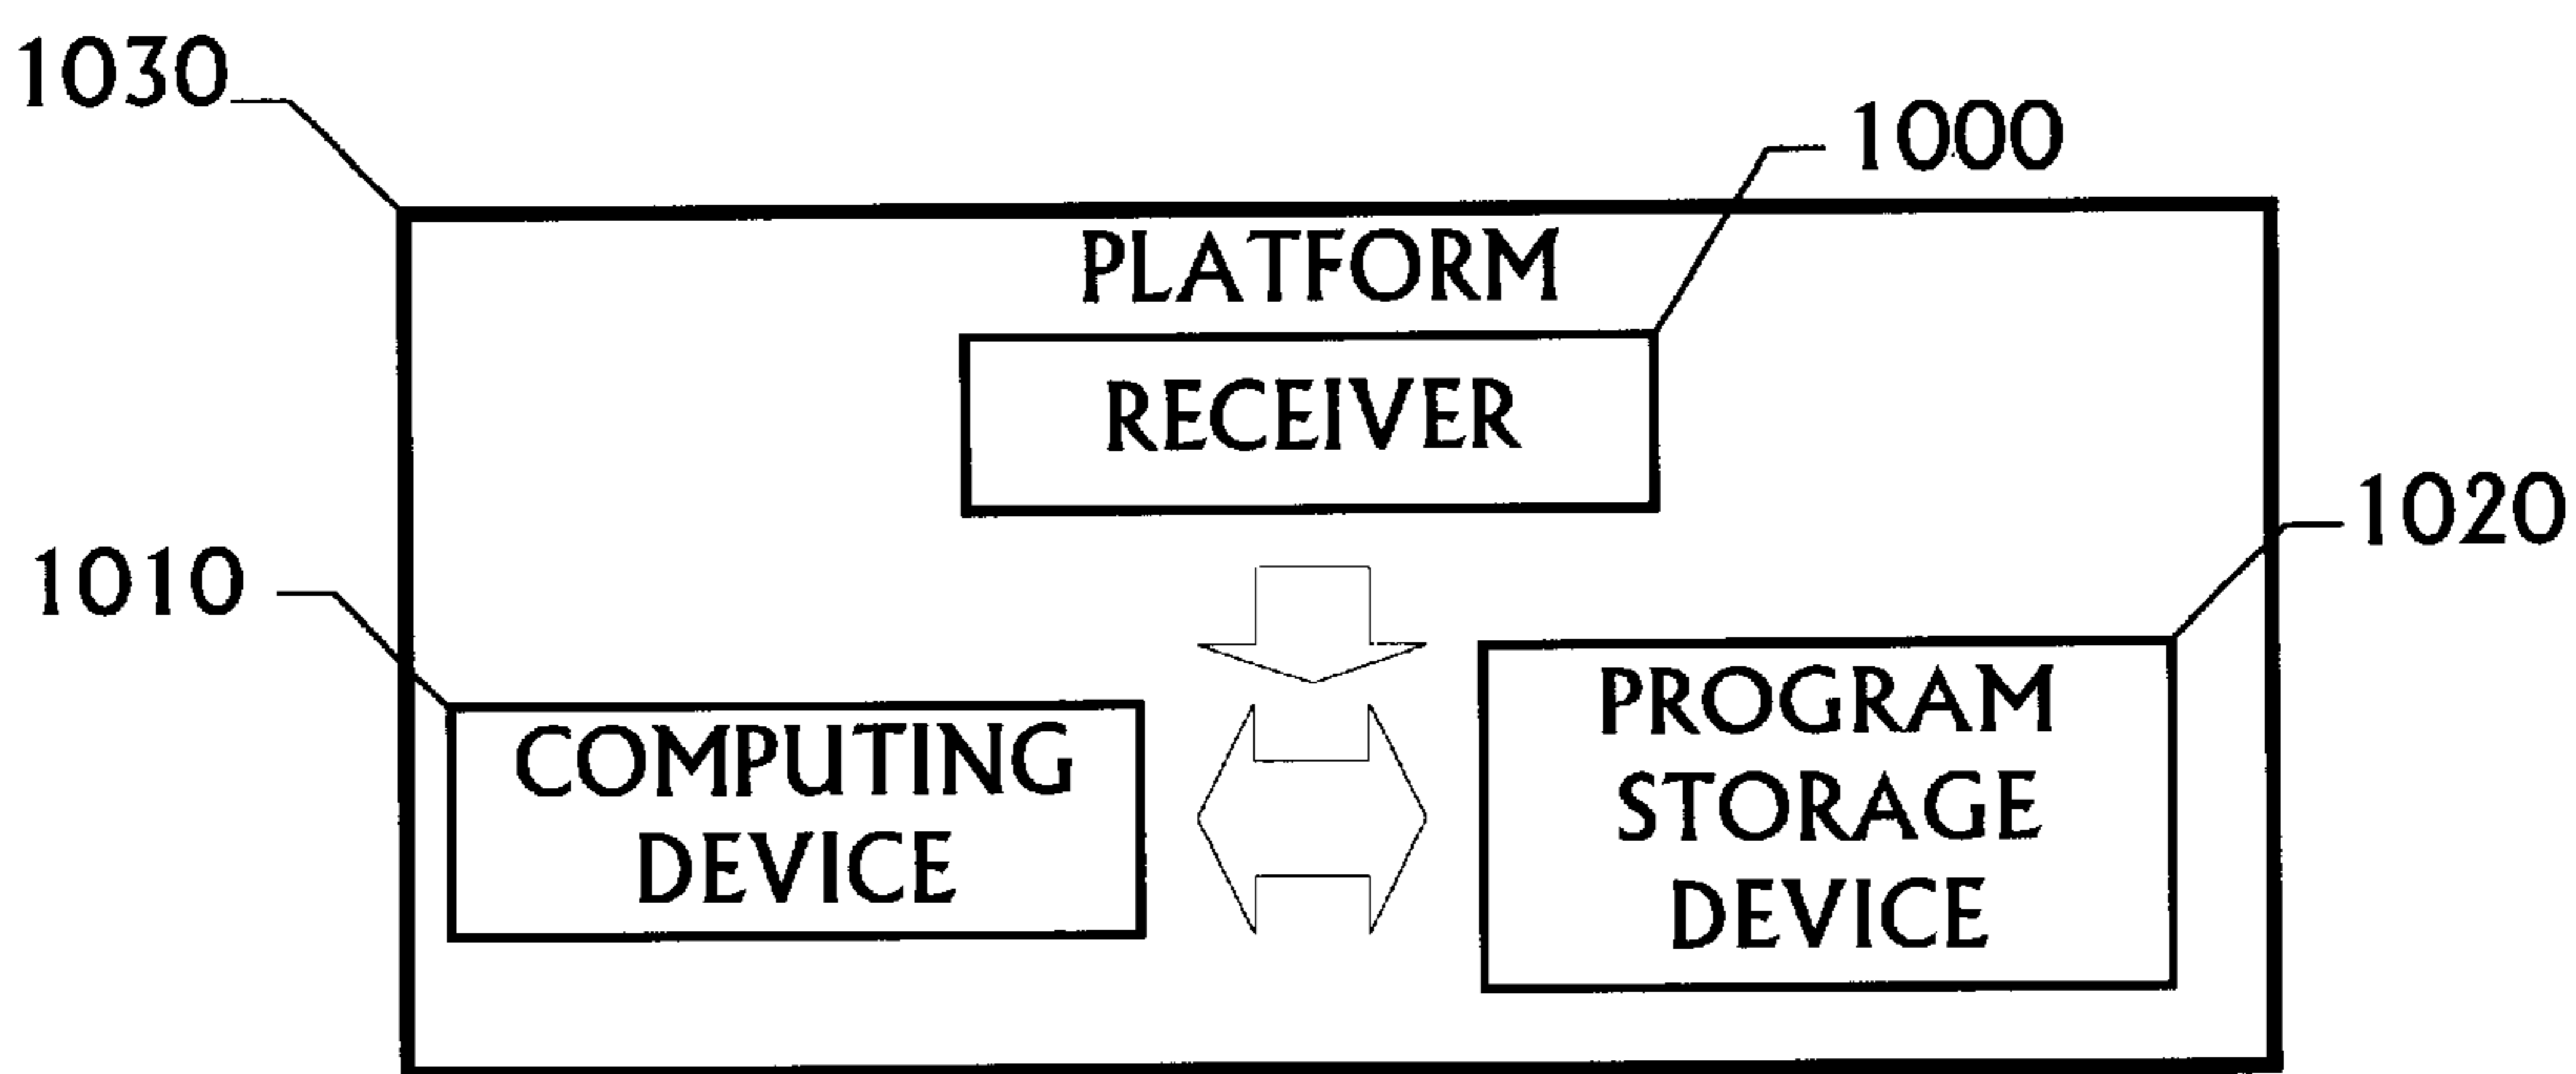 1030
1000
PLATFORM
RECEIVER
1020
1010
COMPUTING
DEVICE
PROGRAM
STORAGE
DEVICE